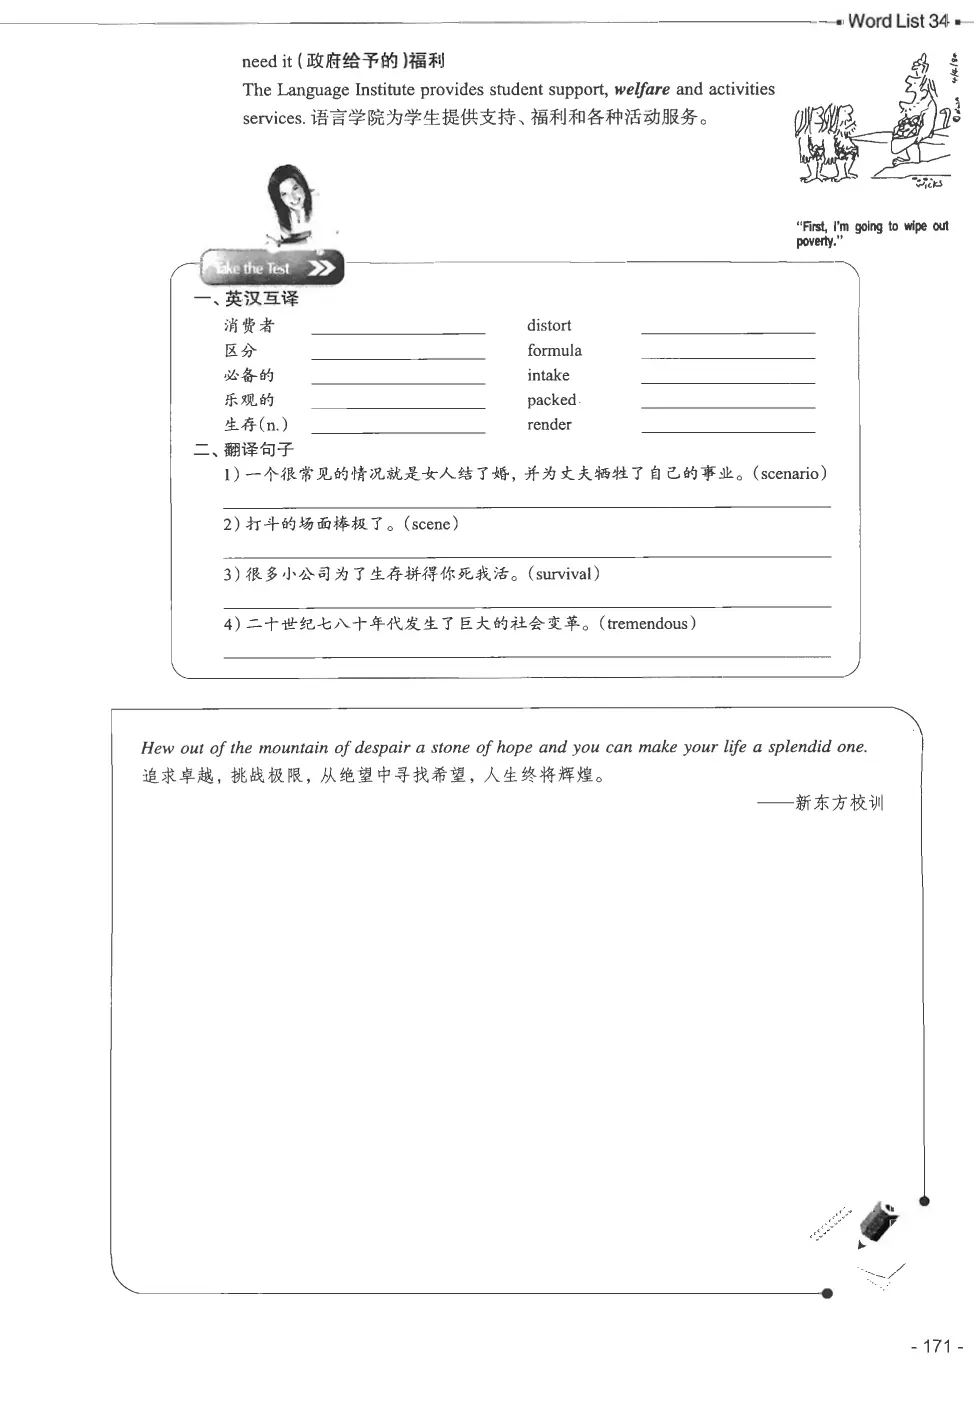 Word List 34
need it (政府给予的)福利
The Language Institute provides student support, welfare and activities
services. 语言学院为学生提供支持、福利和各种活动服务。
WICKS
"First, I'm going to wipe out
poverty."
Take the Test
一、英汉互译
消费者 distort
区分 formula
必备的 intake
乐观的 packed
生存(n.) render
二、翻译句子
1) 一个很常见的情况就是女人结了婚，并为丈夫牺牲了自己的事业。(scenario)
2) 打斗的场面棒极了。(scene)
3) 很多小公司为了生存拼得你死我活。(survival)
4) 二十世纪七八十年代发生了巨大的社会变革。(tremendous)
Hew out of the mountain of despair a stone of hope and you can make your life a splendid one.
追求卓越，挑战极限，从绝望中寻找希望，人生终将辉煌。
——新东方校训
- 171 -